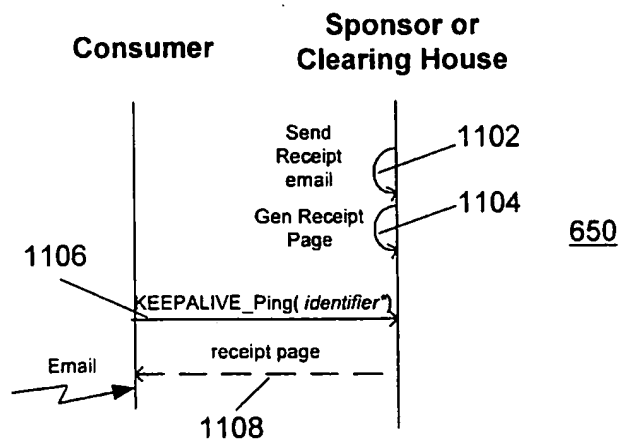 Consumer
Sponsor or
Clearing House
Send
Receipt
email
1102
Gen Receipt
Page
1104
650
1106
KEEPALIVE_Ping( identifier*)
receipt page
Email
1108